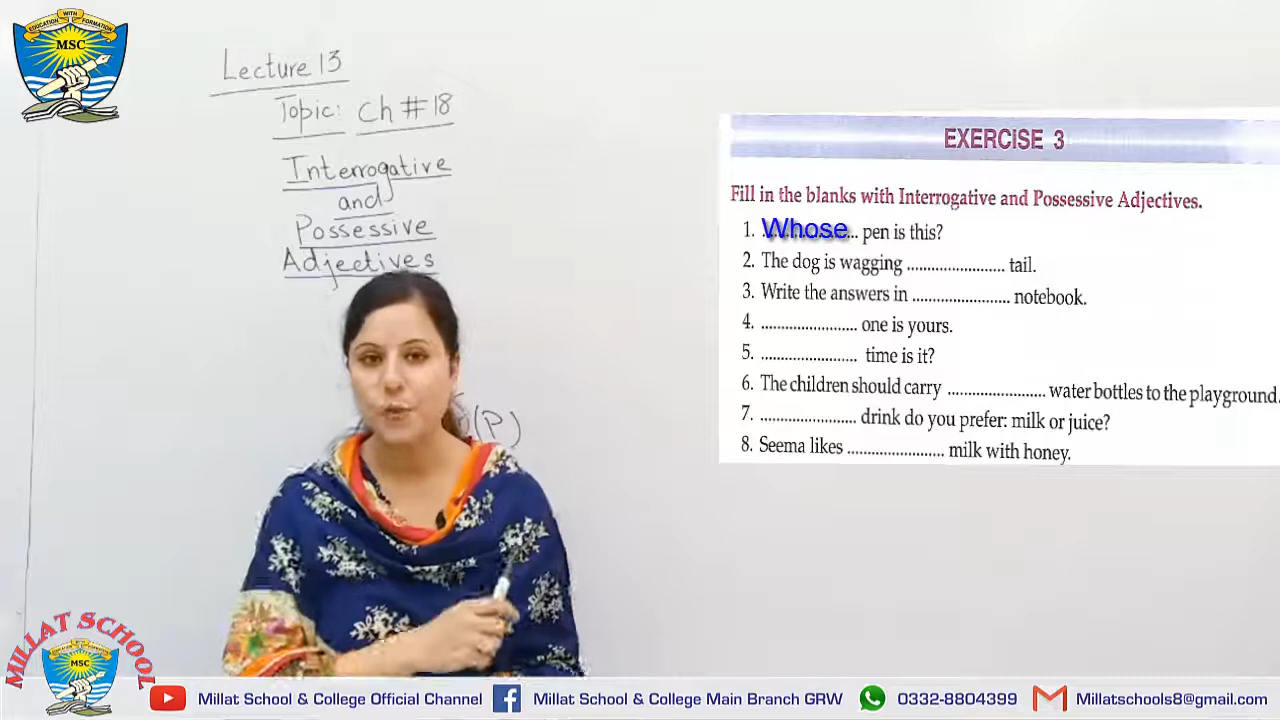 EDUCATION WITH FORMATION
MSC
Lecture 13
Topic: Ch # 18
Interrogative
and
Possessive
Adjectives
(P)
EXERCISE 3
Fill in the blanks with Interrogative and Possessive Adjectives.
1. Whose... pen is this?
2. The dog is wagging ....................... tail.
3. Write the answers in ....................... notebook.
4. ....................... one is yours.
5. ....................... time is it?
6. The children should carry ....................... water bottles to the playground.
7. ....................... drink do you prefer: milk or juice?
8. Seema likes ....................... milk with honey.
MILLAT SCHOOL
MSC
Millat School & College Official Channel
Millat School & College Main Branch GRW
0332-8804399
Millatschools8@gmail.com